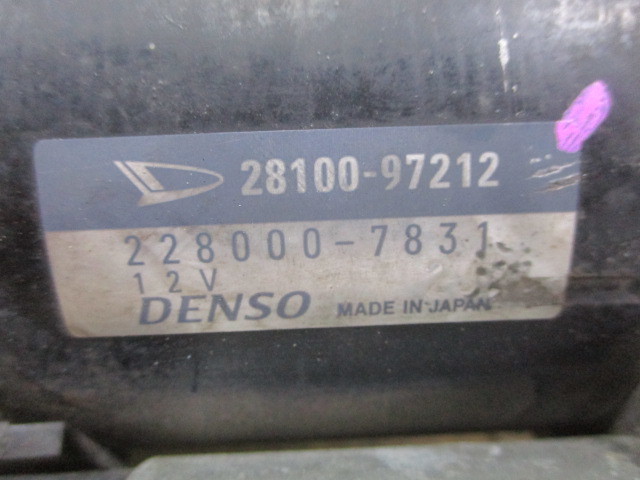 28100-97212
228000-7831
12V
DENSO MADE IN JAPAN